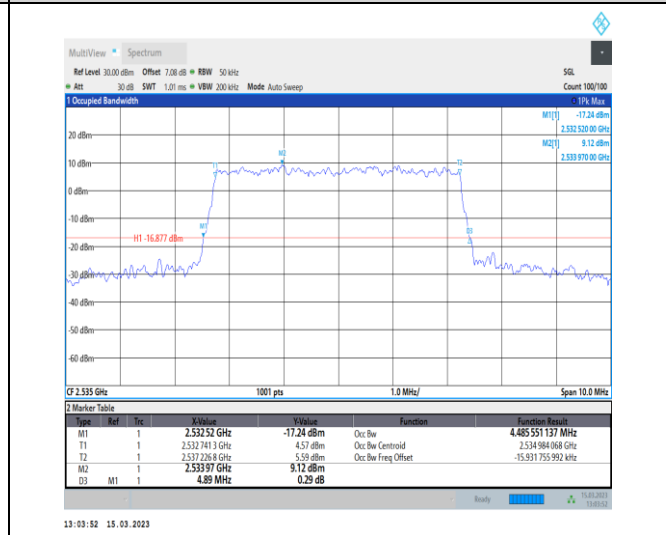 MultiView Spectrum
Ref Level 30.00 dBm Offset 7.08 dB RBW 50 kHz SGL
Att 30 dB SWT 1.01 ms VBW 200 kHz Mode Auto Sweep Count 100/100
1 Occupied Bandwidth 1Pk Max
M1[1] -17.24 dBm
2.532 520 00 GHz
M2[1] 9.12 dBm
2.533 970 00 GHz
20 dBm
M2
10 dBm
T1 T2
0 dBm
-10 dBm
M1 D3
H1 -16.877 dBm
-20 dBm
-30 dBm
-40 dBm
-50 dBm
-60 dBm
CF 2.535 GHz 1001 pts 1.0 MHz/ Span 10.0 MHz
2 Marker Table
Type Ref Trc X-Value Y-Value Function Function Result
M1 1 2.532 52 GHz -17.24 dBm Occ Bw 4.485 551 137 MHz
T1 1 2.532 741 3 GHz 4.57 dBm Occ Bw Centroid 2.534 984 068 GHz
T2 1 2.537 226 8 GHz 5.59 dBm Occ Bw Freq Offset -15.931 755 992 kHz
M2 1 2.533 97 GHz 9.12 dBm
D3 M1 1 4.89 MHz 0.29 dB
Ready 15.03.2023
13:03:52
13:03:52 15.03.2023